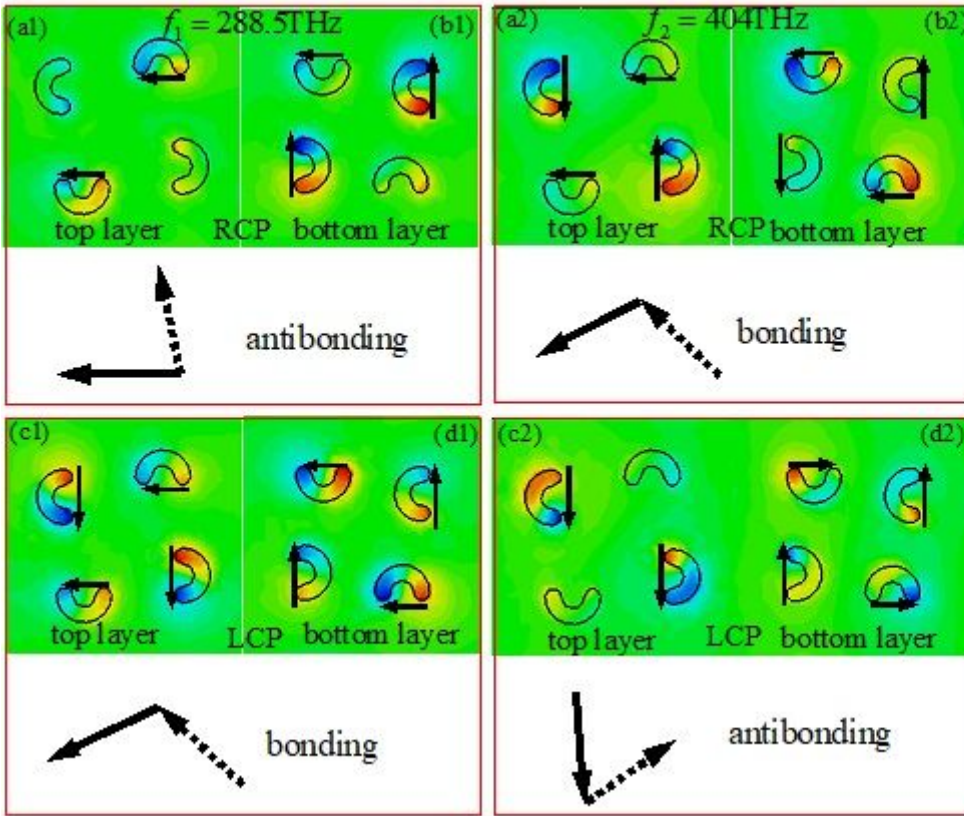 (a1) f₁ = 288.5THz (b1)
top layer RCP bottom layer
antibonding
(a2) f₂ = 404THz (b2)
top layer RCP bottom layer
bonding
(c1) (d1)
top layer LCP bottom layer
bonding
(c2) (d2)
top layer LCP bottom layer
antibonding